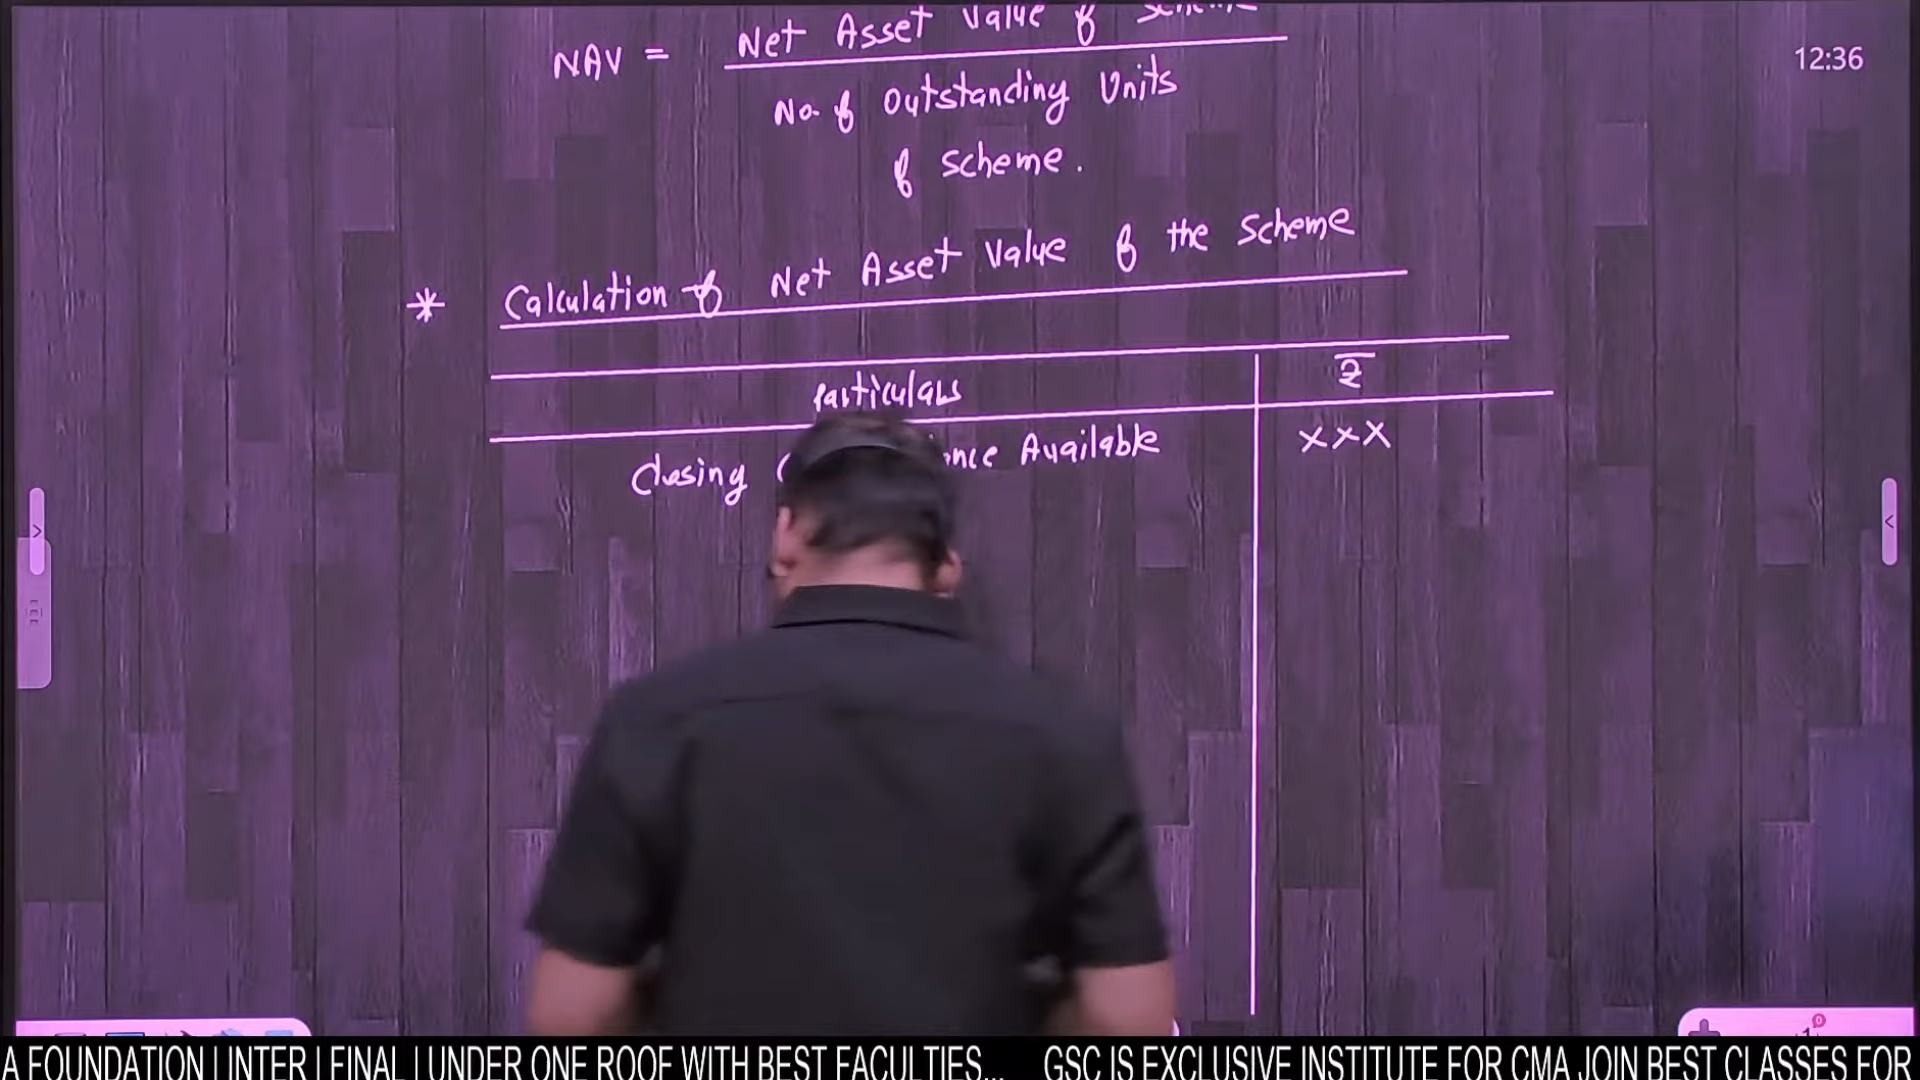 NAV = Net Asset Value of
No. of Outstanding Units
of scheme.
12:36
* Calculation of Net Asset Value of the Scheme
Particulars
₹
Closing Available XXX
A FOUNDATION | INTER | FINAL | UNDER ONE ROOF WITH BEST FACULTIES... GSC IS EXCLUSIVE INSTITUTE FOR CMA JOIN BEST CLASSES FOR